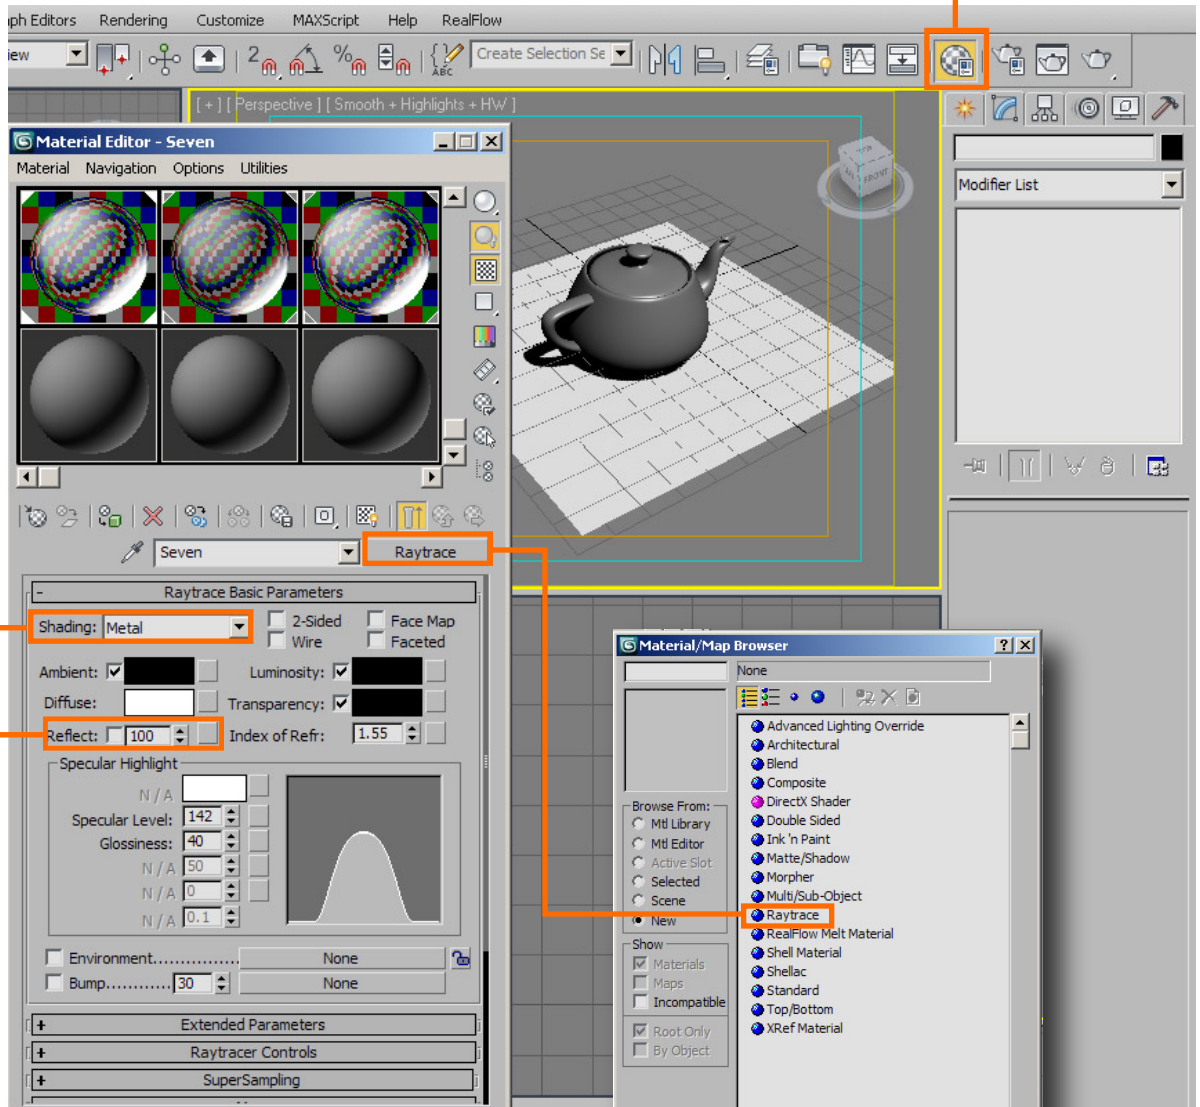 ph Editors Rendering Customize MAXScript Help RealFlow
iew
2
%
ABC
Create Selection Se
[ + ] [ Perspective ] [ Smooth + Highlights + HW ]
Material Editor - Seven
Material Navigation Options Utilities
FRONT
Modifier List
Seven
Raytrace
- Raytrace Basic Parameters
Shading: Metal
2-Sided
Face Map
Wire
Faceted
Ambient:
Luminosity:
Diffuse:
Transparency:
Reflect: 100
Index of Refr: 1.55
Specular Highlight
N / A
Specular Level: 142
Glossiness: 40
N / A 50
N / A 0
N / A 0.1
Environment............... None
Bump............ 30 None
+ Extended Parameters
+ Raytracer Controls
+ SuperSampling
Material/Map Browser
None
Browse From:
Mtl Library
Mtl Editor
Active Slot
Selected
Scene
New
Show
Materials
Maps
Incompatible
Root Only
By Object
Advanced Lighting Override
Architectural
Blend
Composite
DirectX Shader
Double Sided
Ink 'n Paint
Matte/Shadow
Morpher
Multi/Sub-Object
Raytrace
RealFlow Melt Material
Shell Material
Shellac
Standard
Top/Bottom
XRef Material